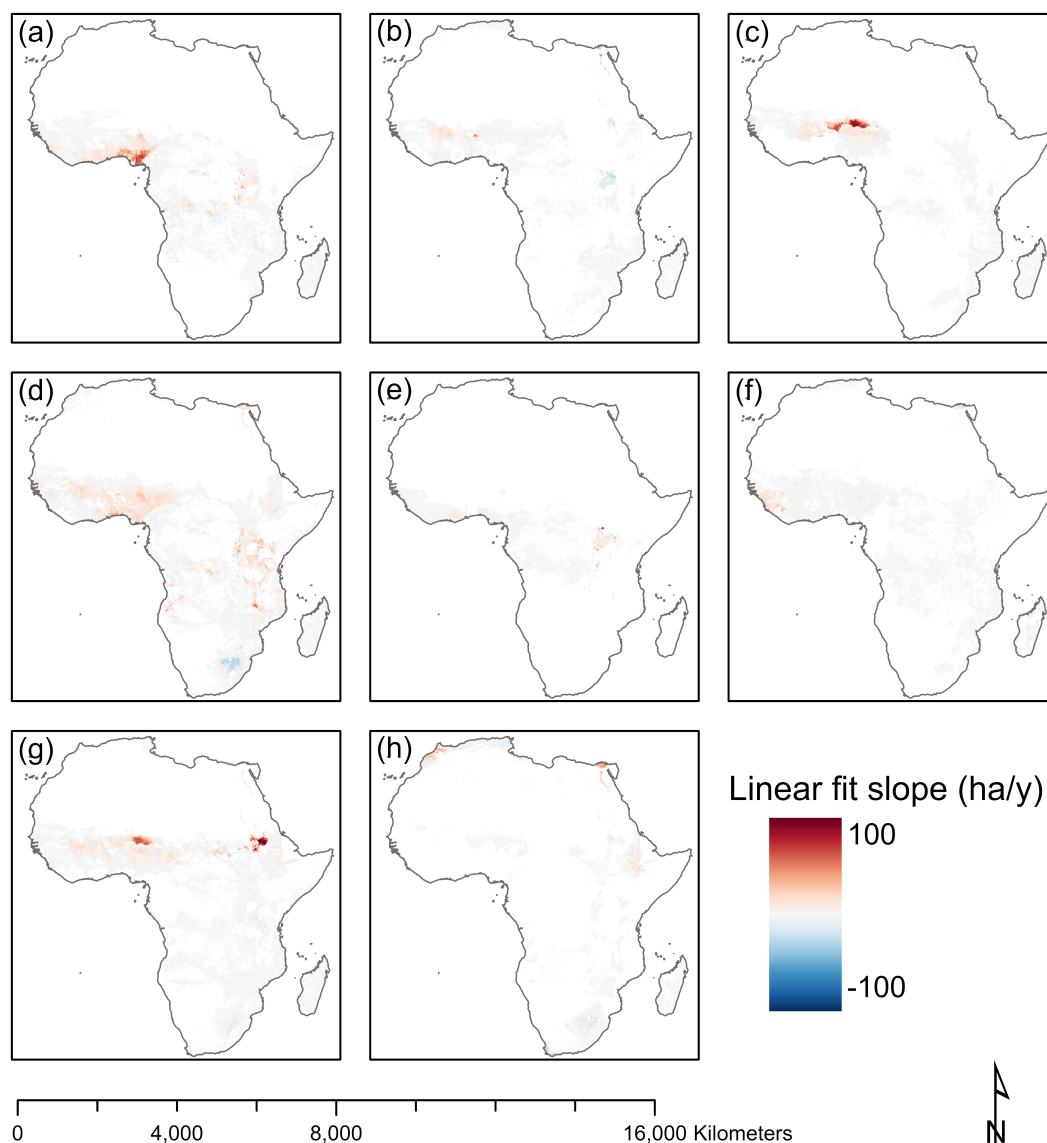 (a)
(b)
(c)
(d)
(e)
(f)
(g)
(h)
Linear fit slope (ha/y)
100
-100
0
4,000
8,000
16,000 Kilometers
N